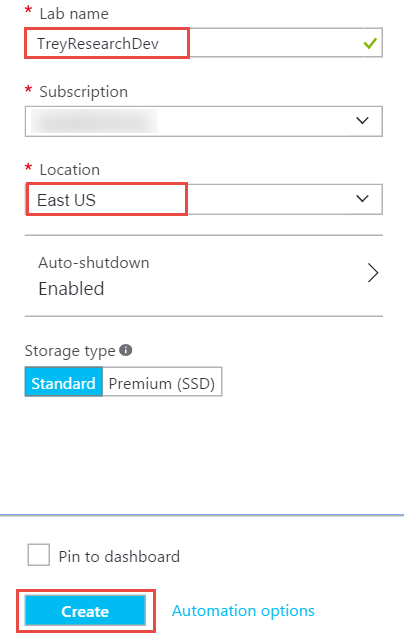 * Lab name
TreyResearchDev
* Subscription
* Location
East US
Auto-shutdown
Enabled
Storage type
Standard Premium (SSD)
Pin to dashboard
Create Automation options